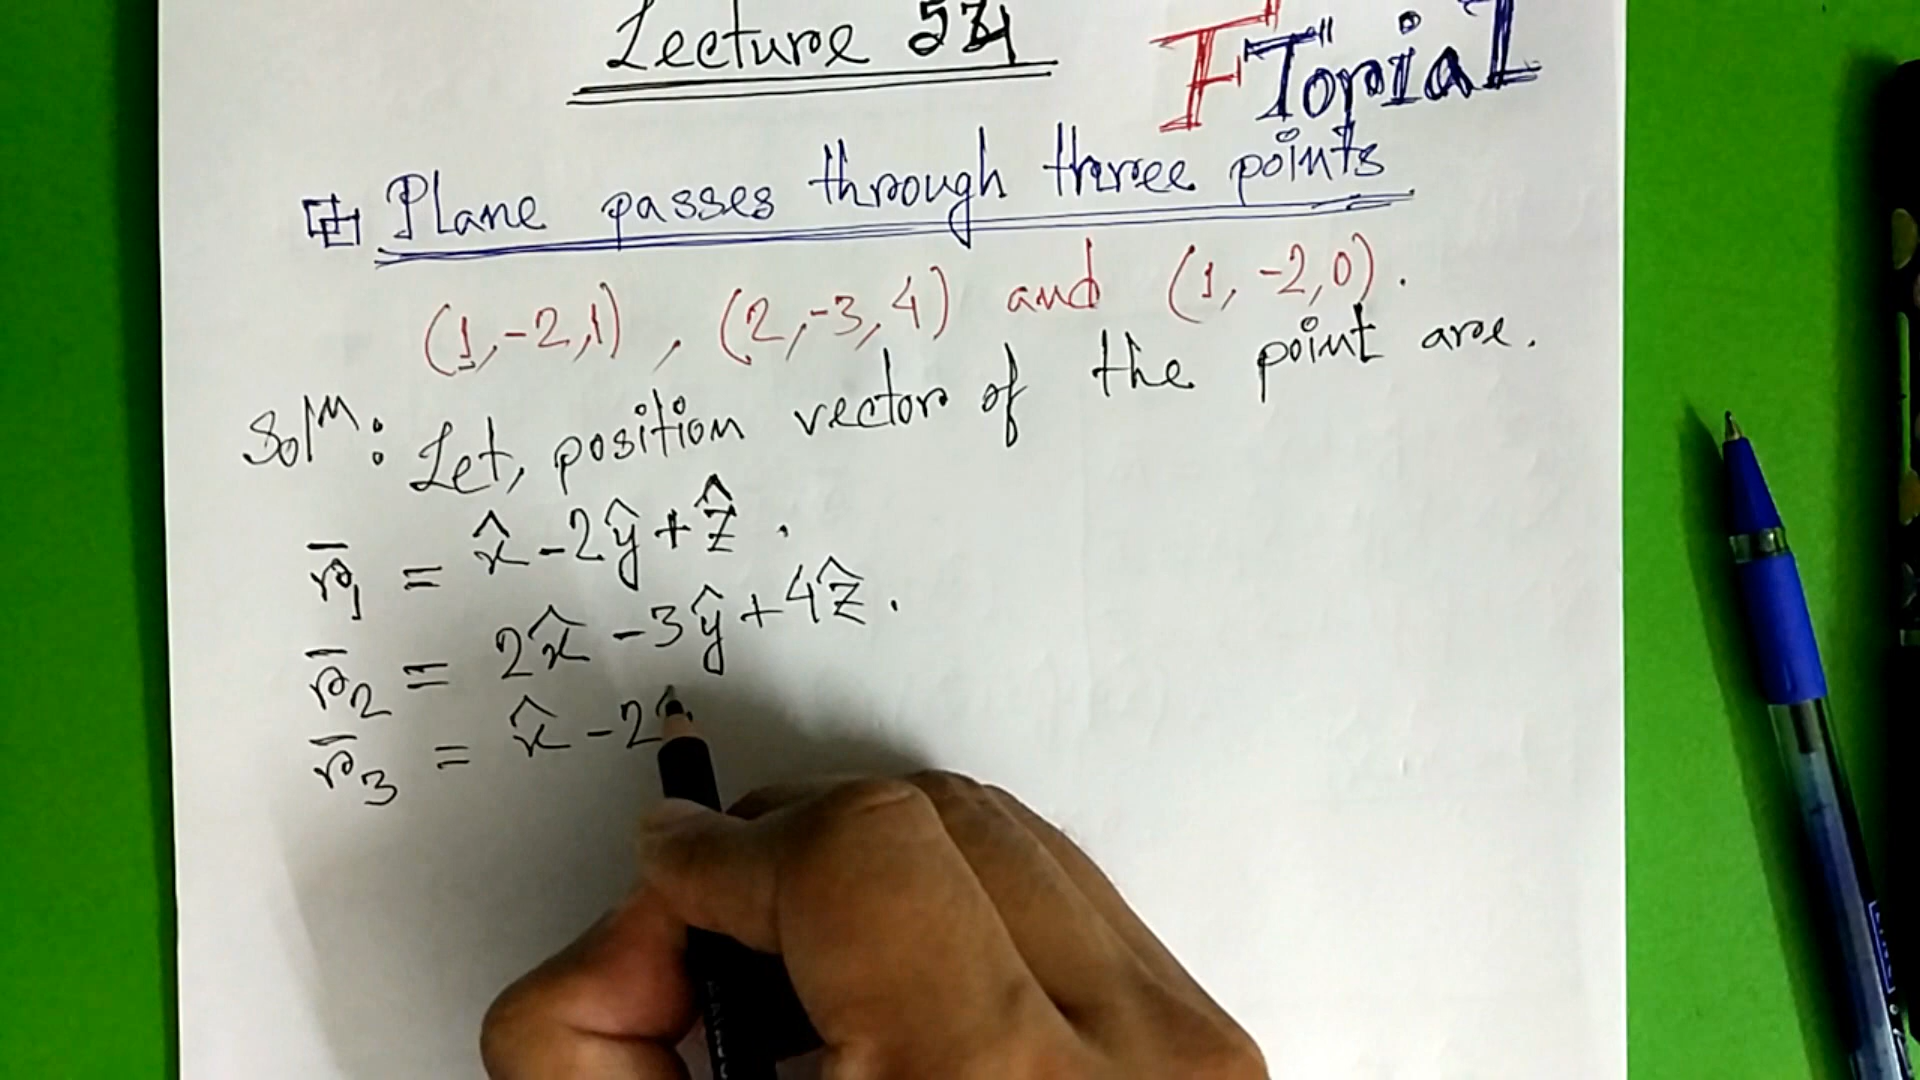 Lecture 54
FTorial
Plane passes through three points
(1,-2,1), (2,-3,4) and (1,-2,0).
Solⁿ: Let, position vector of the point are.
r̅₁ = x̂ - 2ŷ + ẑ.
r̅₂ = 2x̂ - 3ŷ + 4ẑ.
r̅₃ = x̂ - 2